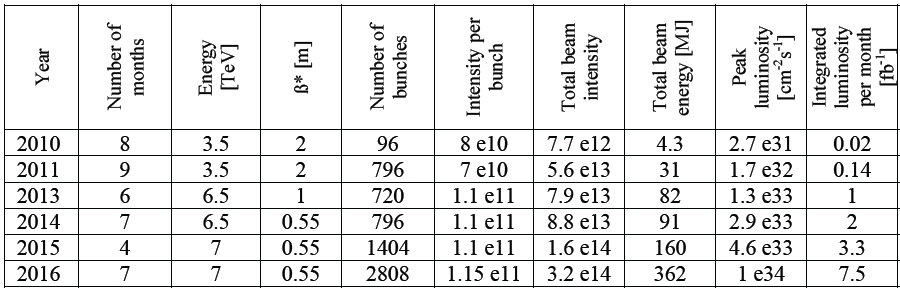 Year Number of months Energy [TeV] ß* [m] Number of bunches Intensity per bunch Total beam intensity Total beam energy [MJ] Peak luminosity [cm-2s-1] Integrated luminosity per month [fb-1]
2010 8 3.5 2 96 8 e10 7.7 e12 4.3 2.7 e31 0.02
2011 9 3.5 2 796 7 e10 5.6 e13 31 1.7 e32 0.14
2013 6 6.5 1 720 1.1 e11 7.9 e13 82 1.3 e33 1
2014 7 6.5 0.55 796 1.1 e11 8.8 e13 91 2.9 e33 2
2015 4 7 0.55 1404 1.1 e11 1.6 e14 160 4.6 e33 3.3
2016 7 7 0.55 2808 1.15 e11 3.2 e14 362 1 e34 7.5